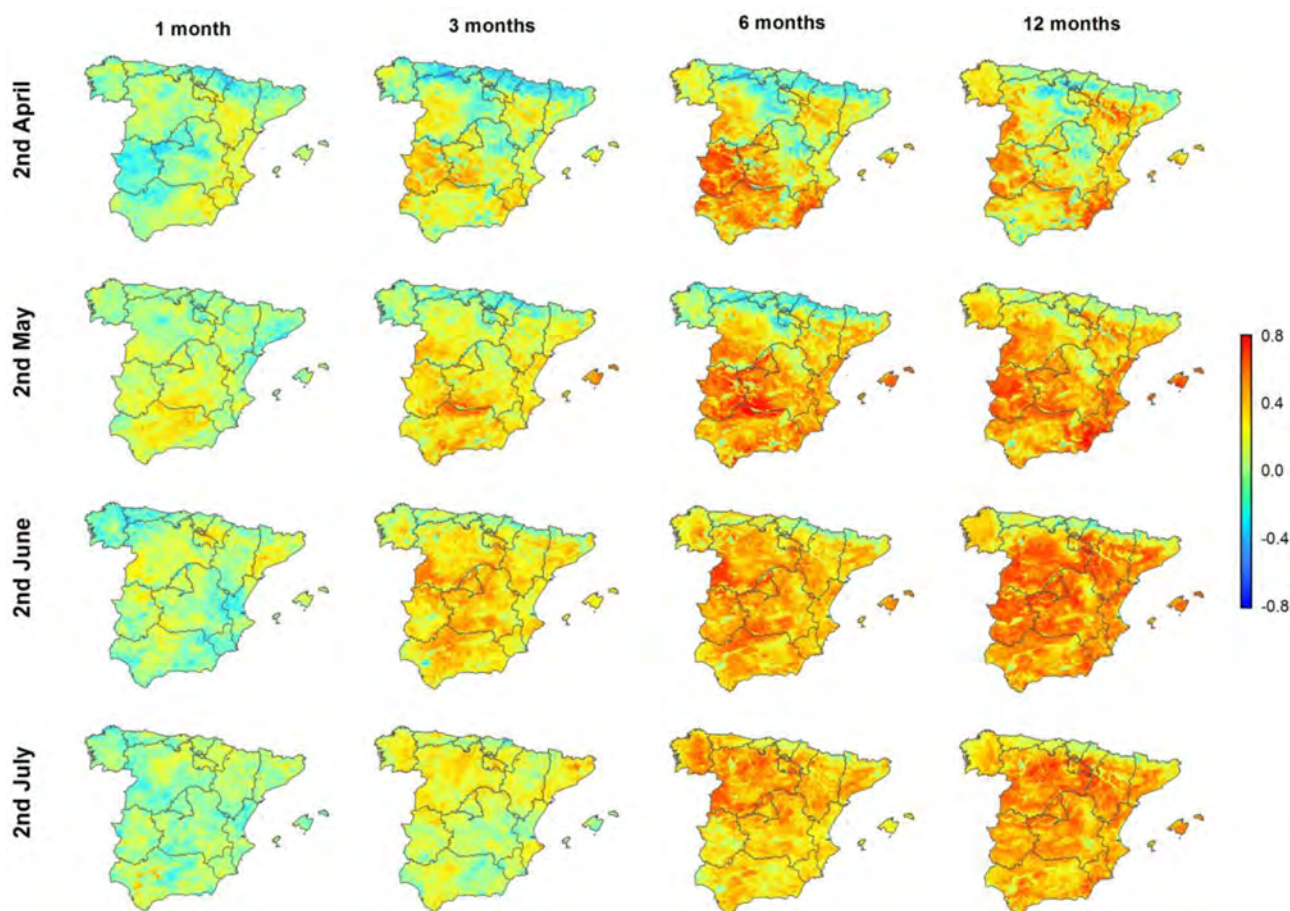 1 month
3 months
6 months
12 months
2nd April
2nd May
2nd June
2nd July
0.8
0.4
0.0
-0.4
-0.8